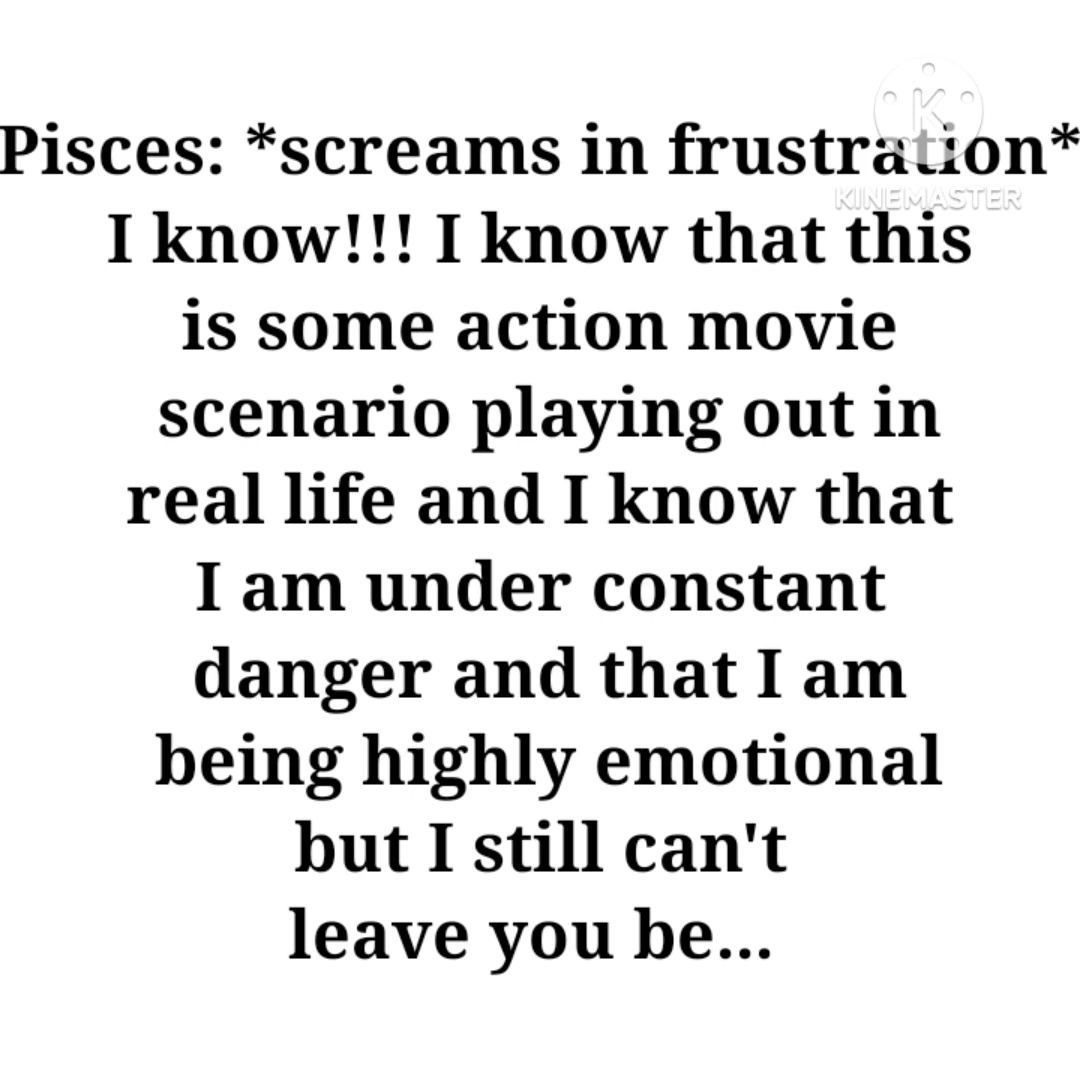 Pisces: *screams in frustration*
KINEMASTER
I know!!! I know that this
is some action movie
scenario playing out in
real life and I know that
I am under constant
danger and that I am
being highly emotional
but I still can't
leave you be...